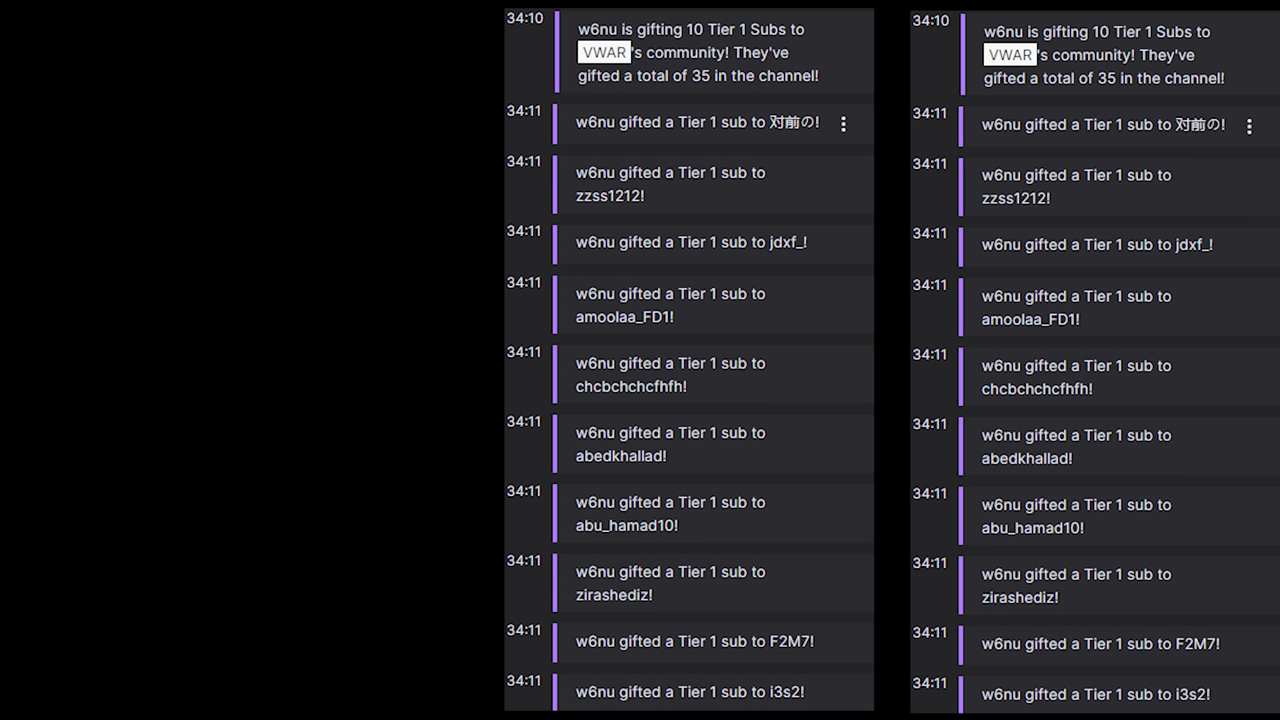 34:10
w6nu is gifting 10 Tier 1 Subs to
VWAR's community! They've
gifted a total of 35 in the channel!
34:11
w6nu gifted a Tier 1 sub to 対前の!
34:11
w6nu gifted a Tier 1 sub to
zzss1212!
34:11
w6nu gifted a Tier 1 sub to jdxf_!
34:11
w6nu gifted a Tier 1 sub to
amoolaa_FD1!
34:11
w6nu gifted a Tier 1 sub to
chcbchchcfhfh!
34:11
w6nu gifted a Tier 1 sub to
abedkhallad!
34:11
w6nu gifted a Tier 1 sub to
abu_hamad10!
34:11
w6nu gifted a Tier 1 sub to
zirashediz!
34:11
w6nu gifted a Tier 1 sub to F2M7!
34:11
w6nu gifted a Tier 1 sub to i3s2!
34:10
w6nu is gifting 10 Tier 1 Subs to
VWAR's community! They've
gifted a total of 35 in the channel!
34:11
w6nu gifted a Tier 1 sub to 対前の!
34:11
w6nu gifted a Tier 1 sub to
zzss1212!
34:11
w6nu gifted a Tier 1 sub to jdxf_!
34:11
w6nu gifted a Tier 1 sub to
amoolaa_FD1!
34:11
w6nu gifted a Tier 1 sub to
chcbchchcfhfh!
34:11
w6nu gifted a Tier 1 sub to
abedkhallad!
34:11
w6nu gifted a Tier 1 sub to
abu_hamad10!
34:11
w6nu gifted a Tier 1 sub to
zirashediz!
34:11
w6nu gifted a Tier 1 sub to F2M7!
34:11
w6nu gifted a Tier 1 sub to i3s2!